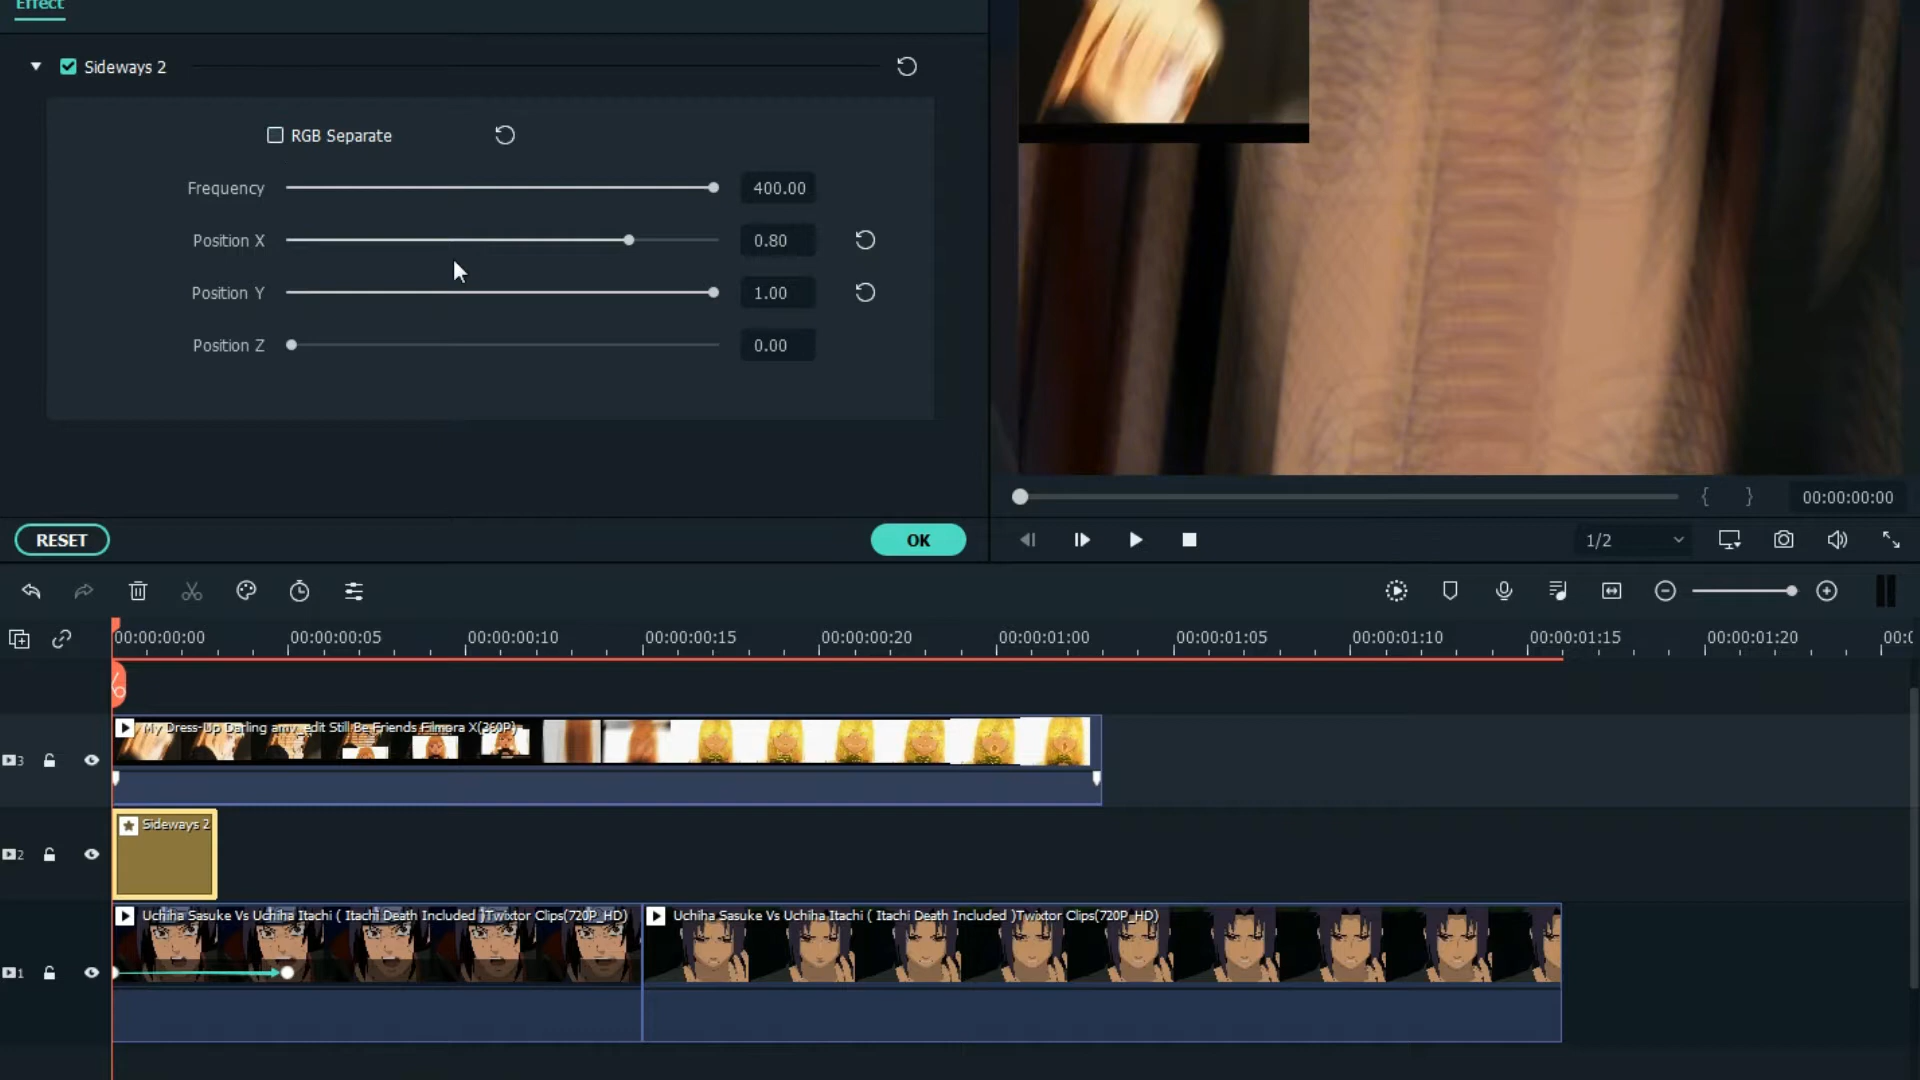 Effect
Sideways 2
RGB Separate
Frequency 400.00
Position X 0.80
Position Y 1.00
Position Z 0.00
{ } 00:00:00:00
RESET OK 1/2
00:00:00:00 00:00:00:05 00:00:00:10 00:00:00:15 00:00:00:20 00:00:01:00 00:00:01:05 00:00:01:10 00:00:01:15 00:00:01:20 00:0
My Dress-Up Darling amv_edit Still Be Friends Filmora X(360P)
3
Sideways 2
2
Uchiha Sasuke Vs Uchiha Itachi ( Itachi Death Included )Twixtor Clips(720P_HD) Uchiha Sasuke Vs Uchiha Itachi ( Itachi Death Included )Twixtor Clips(720P_HD)
1